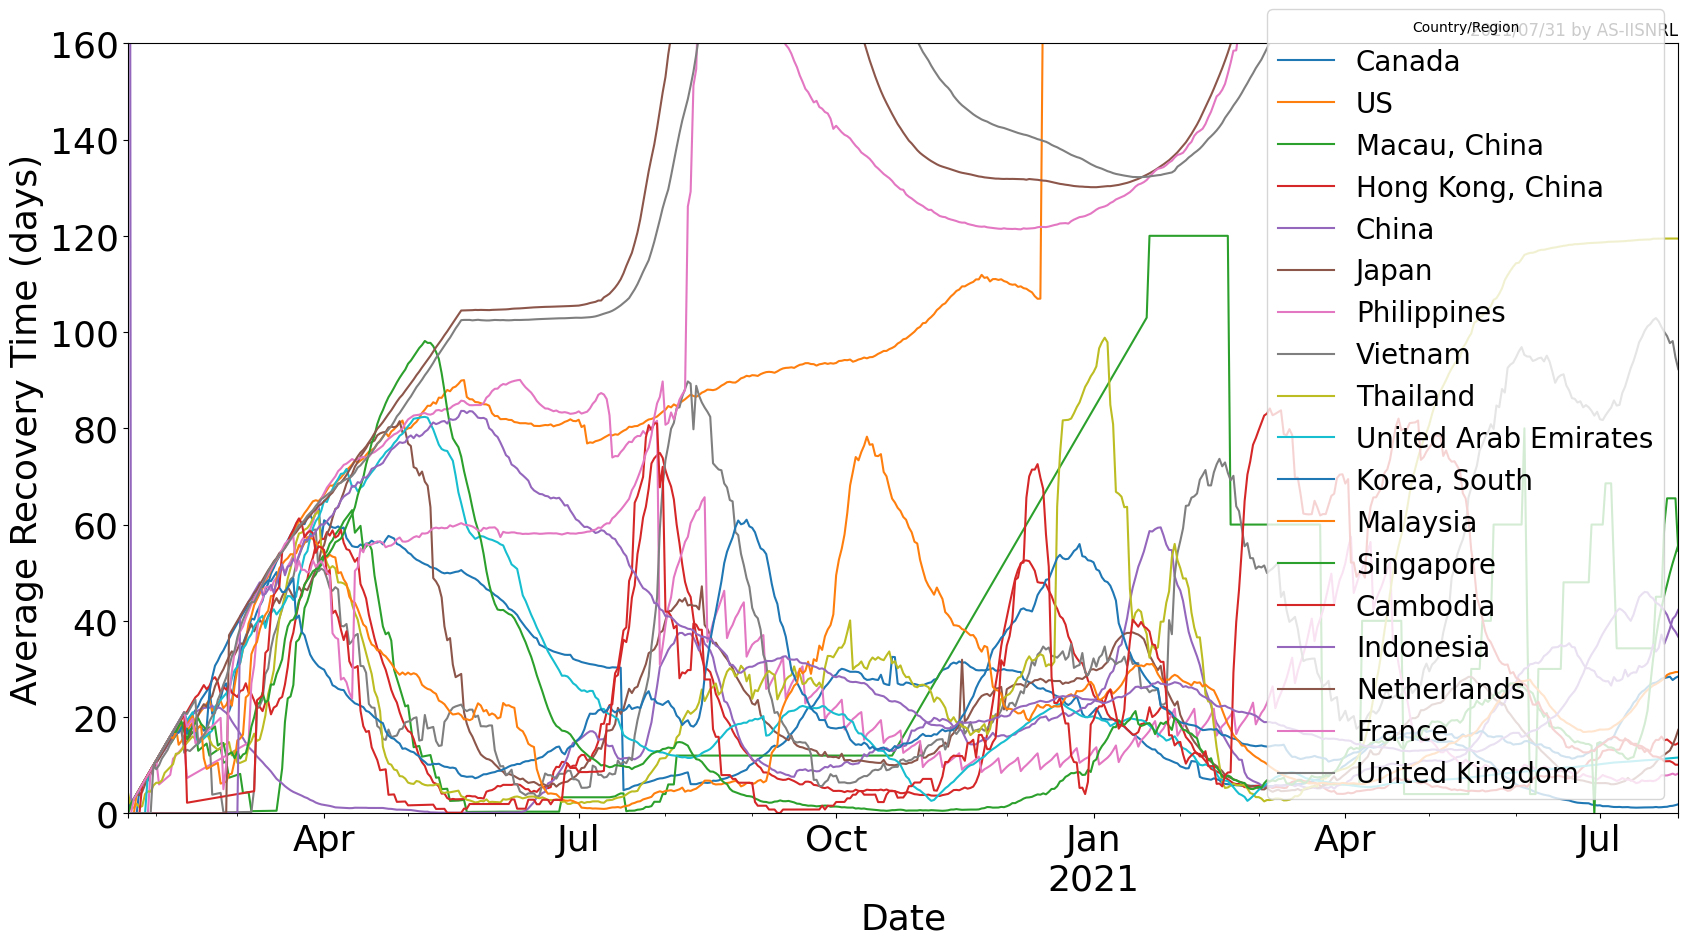 2021/07/31 by AS-IISNRL
Country/Region
Canada
US
Macau, China
Hong Kong, China
China
Japan
Philippines
Vietnam
Thailand
United Arab Emirates
Korea, South
Malaysia
Singapore
Cambodia
Indonesia
Netherlands
France
United Kingdom
Average Recovery Time (days)
160
140
120
100
80
60
40
20
0
Apr
Jul
Oct
Jan
2021
Apr
Jul
Date